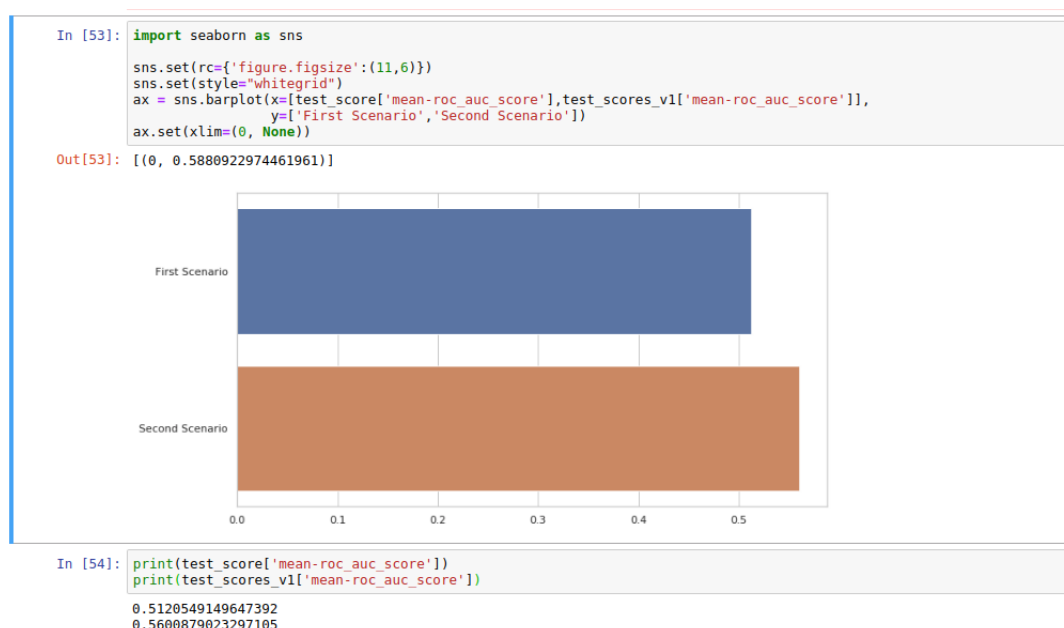 In [53]: import seaborn as sns
sns.set(rc={'figure.figsize':(11,6)})
sns.set(style="whitegrid")
ax = sns.barplot(x=[test_score['mean-roc_auc_score'],test_scores_v1['mean-roc_auc_score']],
y=['First Scenario','Second Scenario'])
ax.set(xlim=(0, None))
Out[53]: [(0, 0.5880922974461961)]
First Scenario
Second Scenario
0.0 0.1 0.2 0.3 0.4 0.5
In [54]: print(test_score['mean-roc_auc_score'])
print(test_scores_v1['mean-roc_auc_score'])
0.5120549149647392
0.5600879023297105